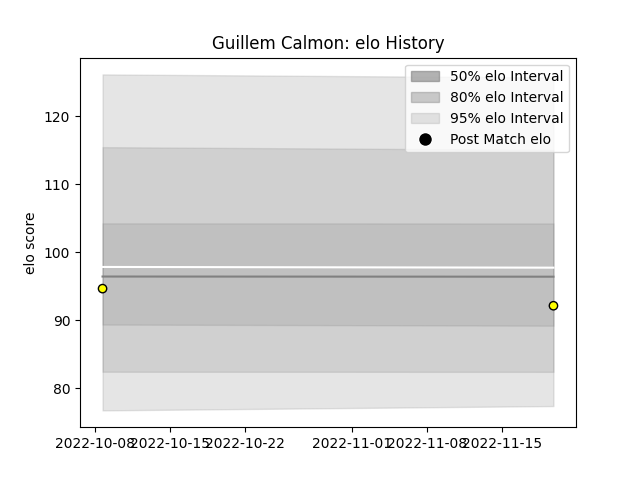 Guillem Calmon: elo History
50% elo Interval
80% elo Interval
95% elo Interval
Post Match elo
elo score
120
110
100
90
80
2022-10-08 2022-10-15 2022-10-22 2022-11-01 2022-11-08 2022-11-15